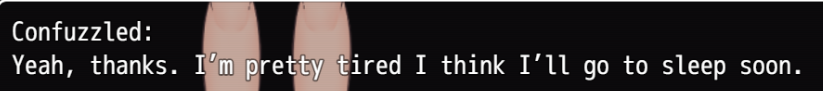 Confuzzled:
Yeah, thanks. I’m pretty tired I think I’ll go to sleep soon.